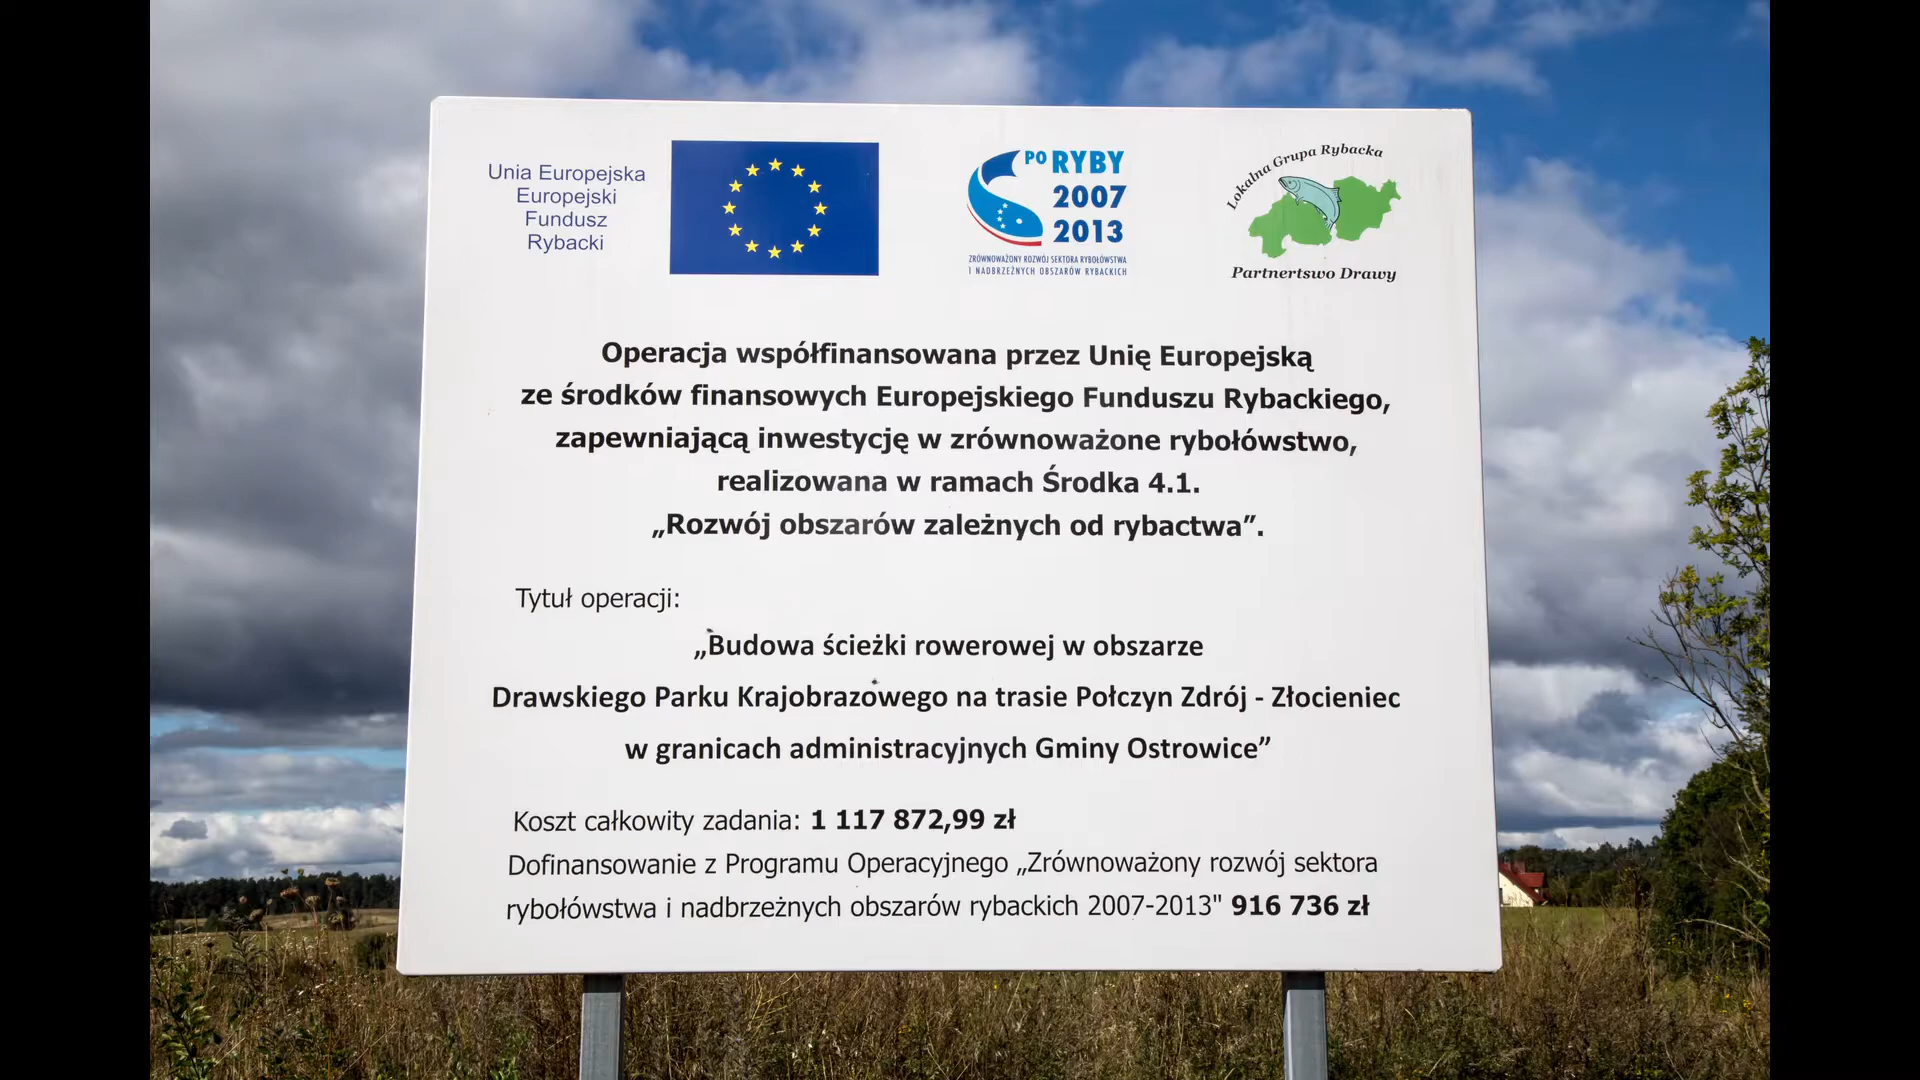 Unia Europejska
Europejski
Fundusz
Rybacki
PO RYBY
2007
2013
ZRÓWNOWAŻONY ROZWÓJ SEKTORA RYBOŁÓWSTWA
I NADBRZEŻNYCH OBSZARÓW RYBACKICH
Lokalna Grupa Rybacka
Partnertswo Drawy
Operacja współfinansowana przez Unię Europejską
ze środków finansowych Europejskiego Funduszu Rybackiego,
zapewniającą inwestycję w zrównoważone rybołówstwo,
realizowana w ramach Środka 4.1.
„Rozwój obszarów zależnych od rybactwa”.
Tytuł operacji:
„Budowa ścieżki rowerowej w obszarze
Drawskiego Parku Krajobrazowego na trasie Połczyn Zdrój - Złocieniec
w granicach administracyjnych Gminy Ostrowice”
Koszt całkowity zadania: 1 117 872,99 zł
Dofinansowanie z Programu Operacyjnego „Zrównoważony rozwój sektora
rybołówstwa i nadbrzeżnych obszarów rybackich 2007-2013" 916 736 zł